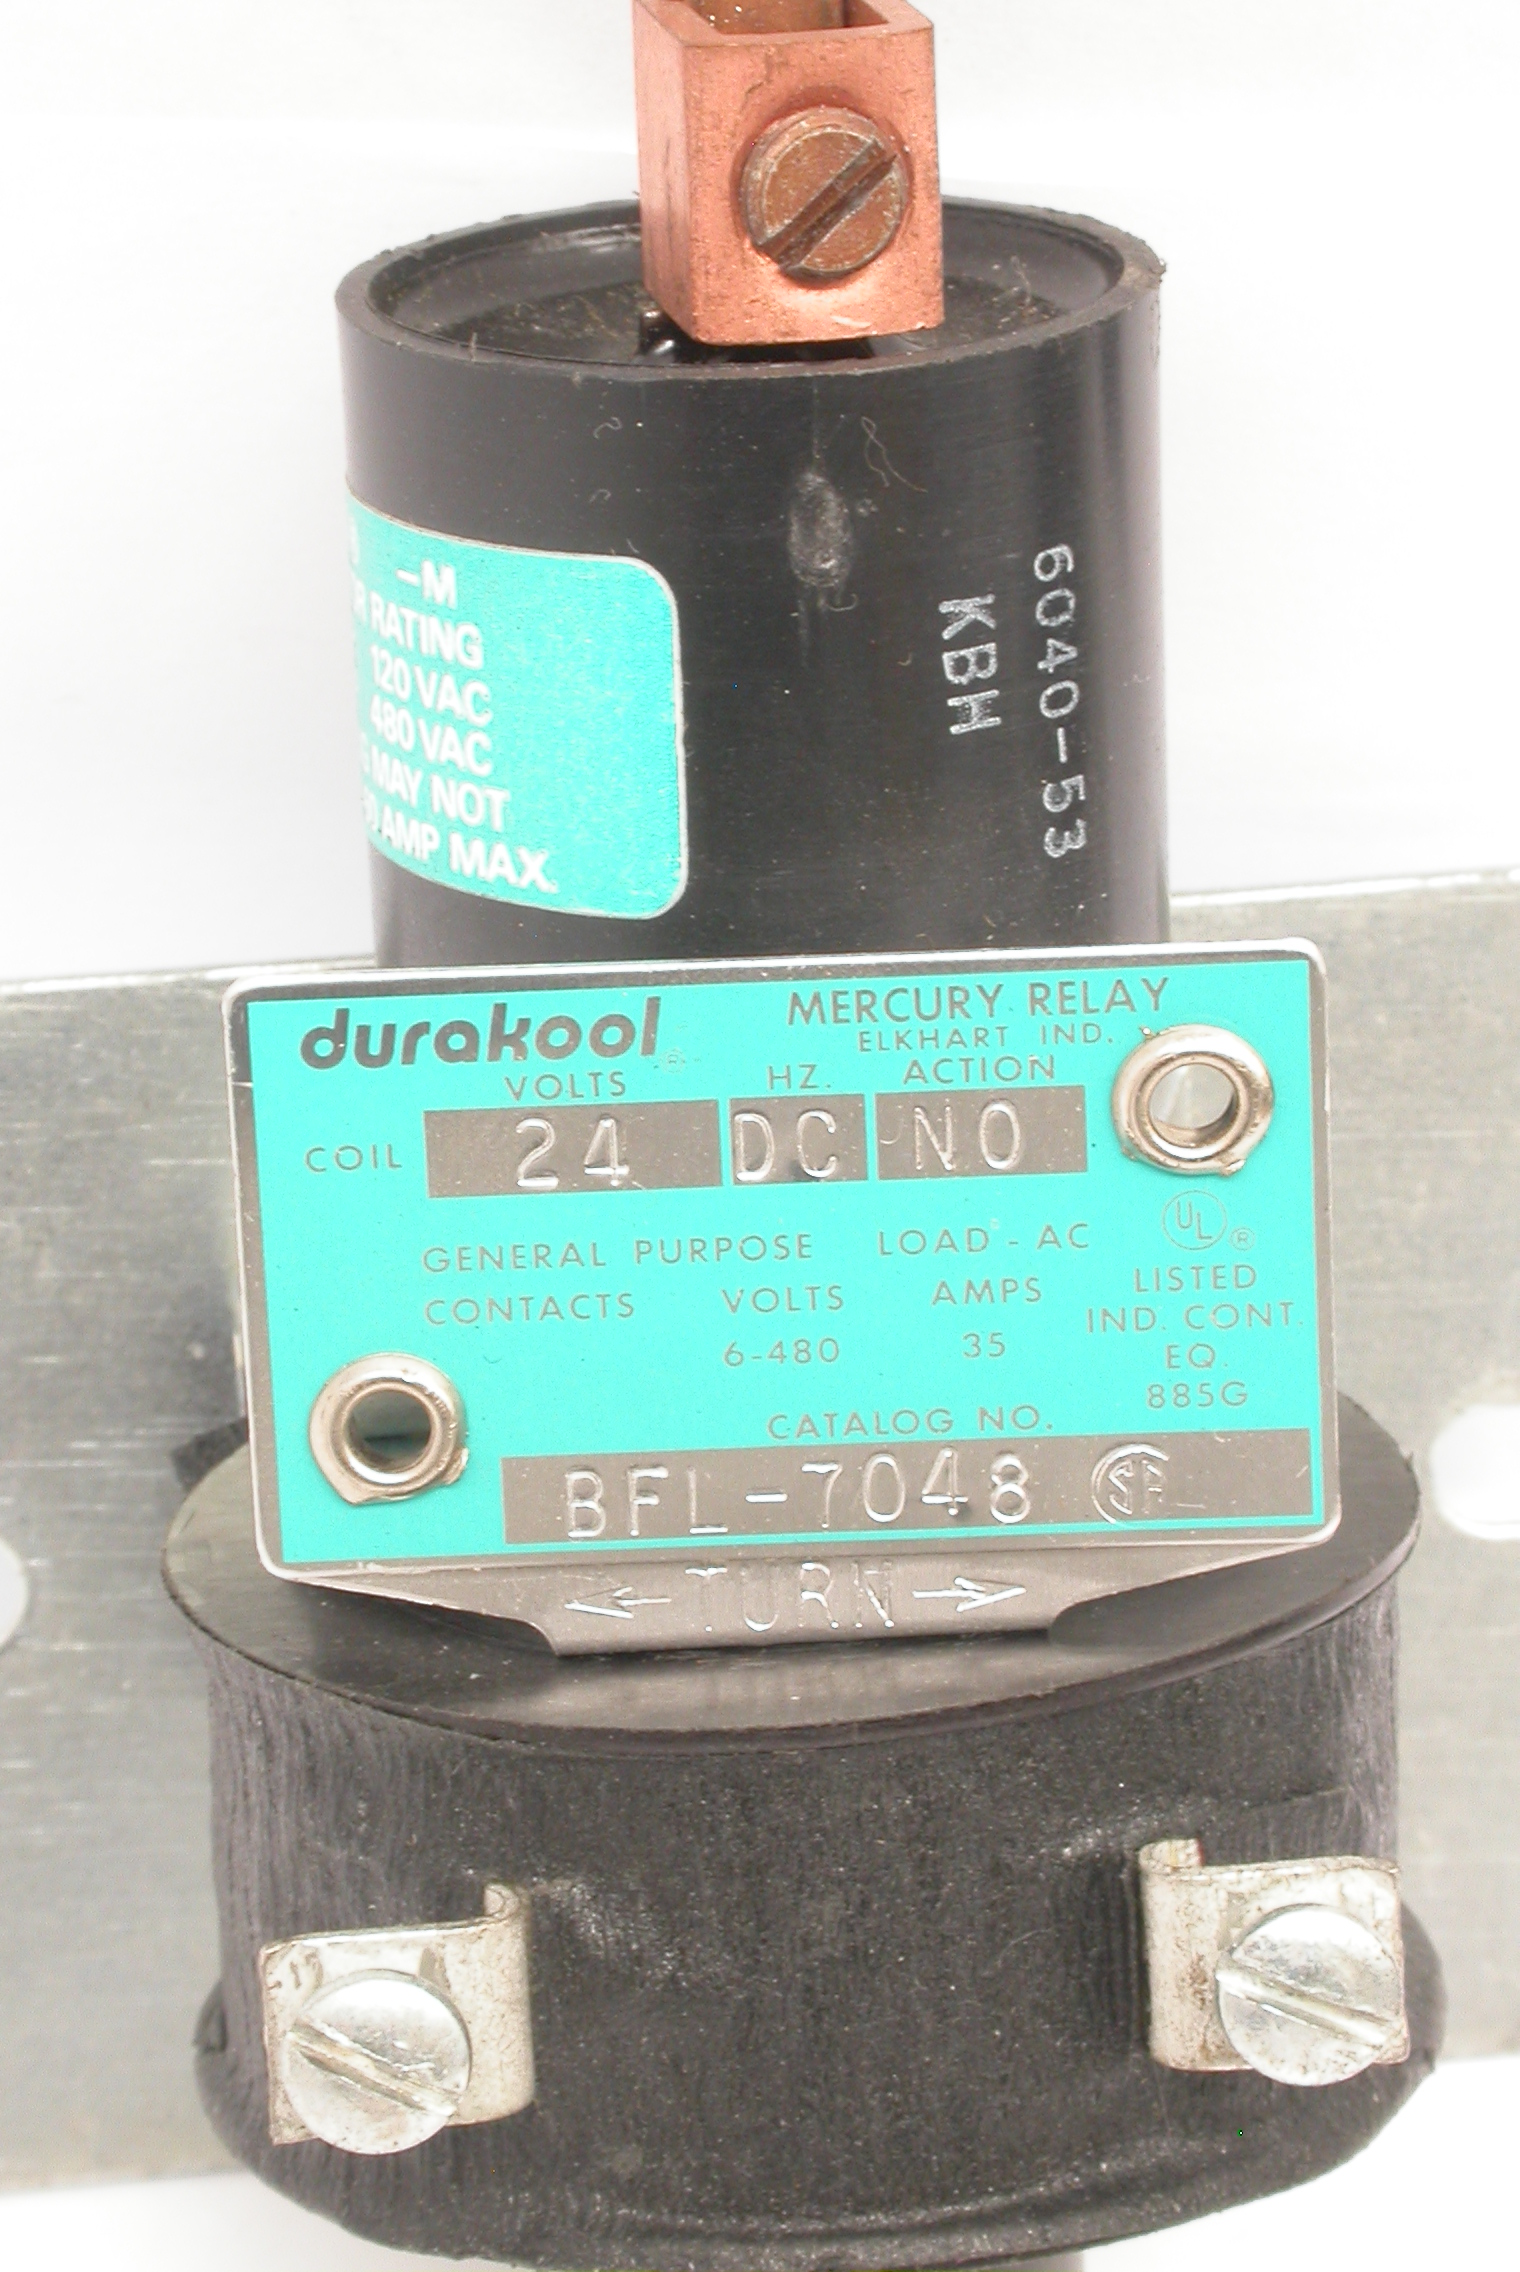 -M
RATING
120 VAC
480 VAC
MAY NOT
AMP MAX.
6040-53
KBH
durakool ® MERCURY RELAY
ELKHART IND.
VOLTS HZ. ACTION
COIL 24 DC NO
UL ®
GENERAL PURPOSE LOAD - AC
LISTED
CONTACTS VOLTS AMPS
IND. CONT.
6-480 35
EQ.
885G
CATALOG NO.
BFL-7048 SA
←TURN→